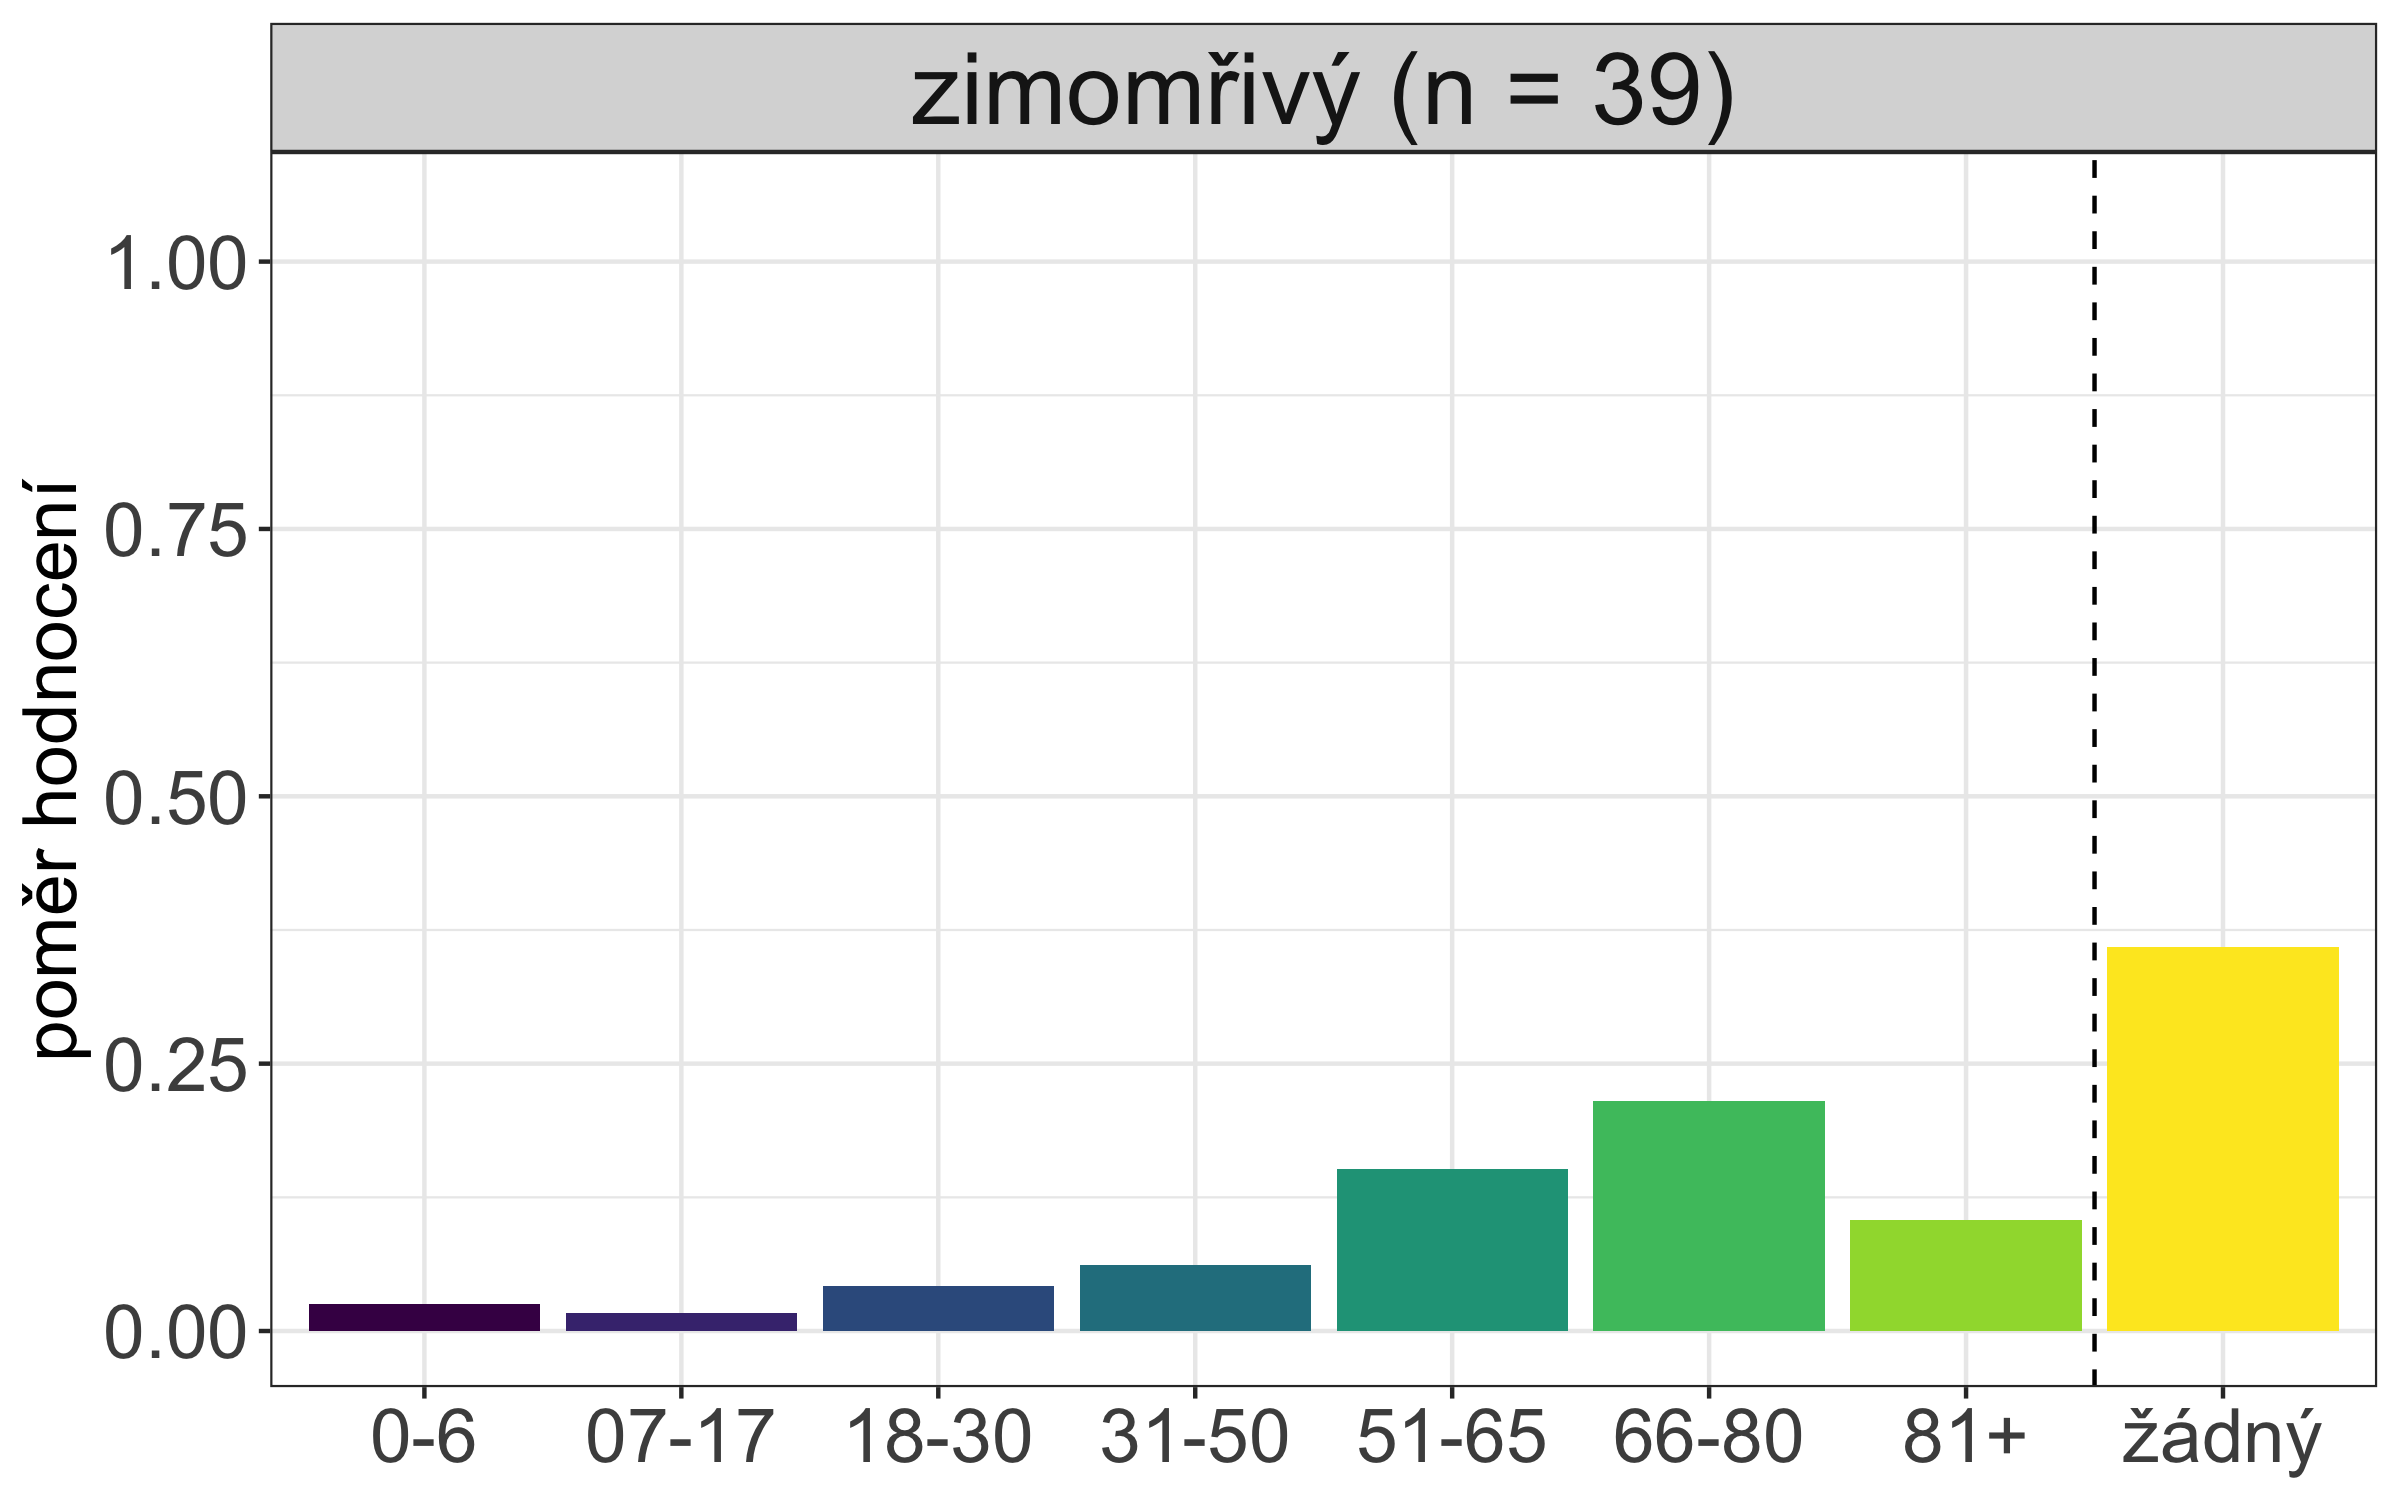 zimomřivý (n = 39)
poměr hodnocení
1.00
0.75
0.50
0.25
0.00
0-6 07-17 18-30 31-50 51-65 66-80 81+ žádný